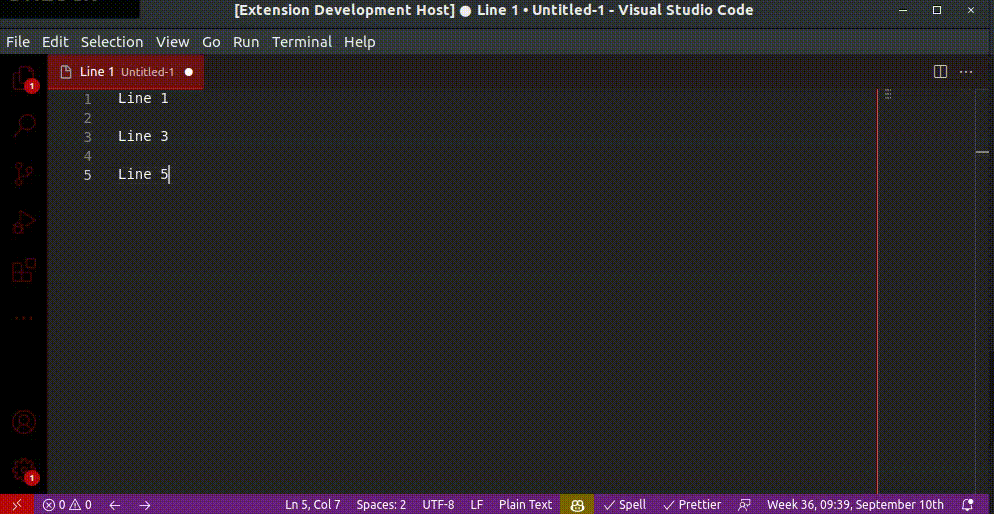 [Extension Development Host] ● Line 1 • Untitled-1 - Visual Studio Code
File Edit Selection View Go Run Terminal Help
1
Line 1 Untitled-1 ●
1 Line 1
2
3 Line 3
4
5 Line 5
1
0 0 Ln 5, Col 7 Spaces: 2 UTF-8 LF Plain Text Spell Prettier Week 36, 09:39, September 10th